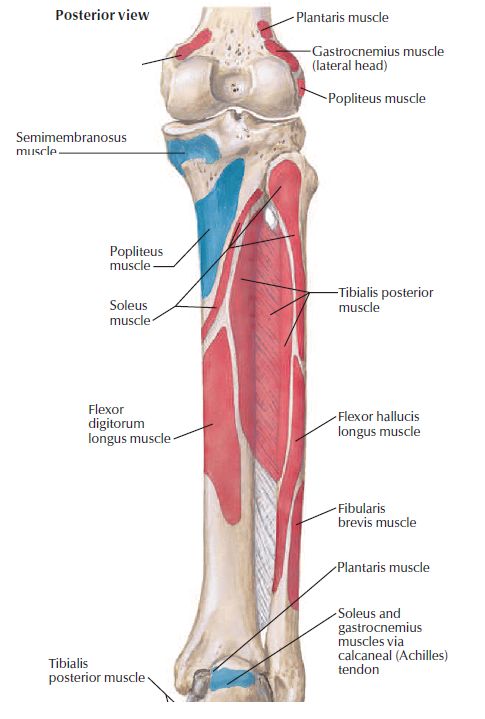 Posterior view
Plantaris muscle
Gastrocnemius muscle
(lateral head)
Popliteus muscle
Semimembranosus
muscle
Popliteus
muscle
Soleus
muscle
Tibialis posterior
muscle
Flexor
digitorum
longus muscle
Flexor hallucis
longus muscle
Fibularis
brevis muscle
Plantaris muscle
Soleus and
gastrocnemius
muscles via
calcaneal (Achilles)
tendon
Tibialis
posterior muscle